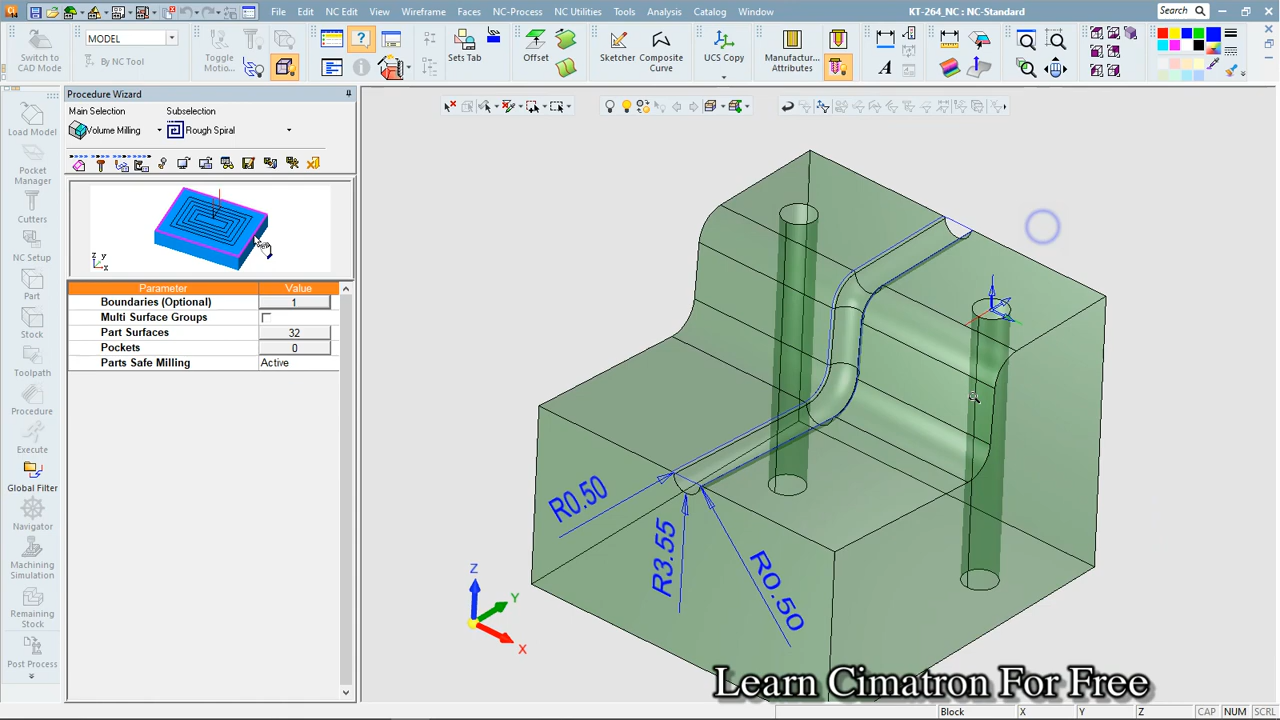 File Edit NC Edit View Wireframe Faces NC-Process NC Utilities Tools Analysis Catalog Window KT-264_NC : NC-Standard Search
Switch to CAD Mode
MODEL
By NC Tool
Toggle Motio...
Sets Tab
Offset
Sketcher
Composite Curve
UCS Copy
Manufactur... Attributes
Procedure Wizard
Main Selection Subselection
Volume Milling Rough Spiral
Load Model
Pocket Manager
Cutters
NC Setup
Part
Stock
Toolpath
Procedure
Execute
Global Filter
Navigator
Machining Simulation
Remaining Stock
Post Process
z y x
Parameter Value
Boundaries (Optional) 1
Multi Surface Groups
Part Surfaces 32
Pockets 0
Parts Safe Milling Active
R0.50
R3.55
R0.50
Z
Y
X
Learn Cimatron For Free
Block X Y Z CAP NUM SCRL